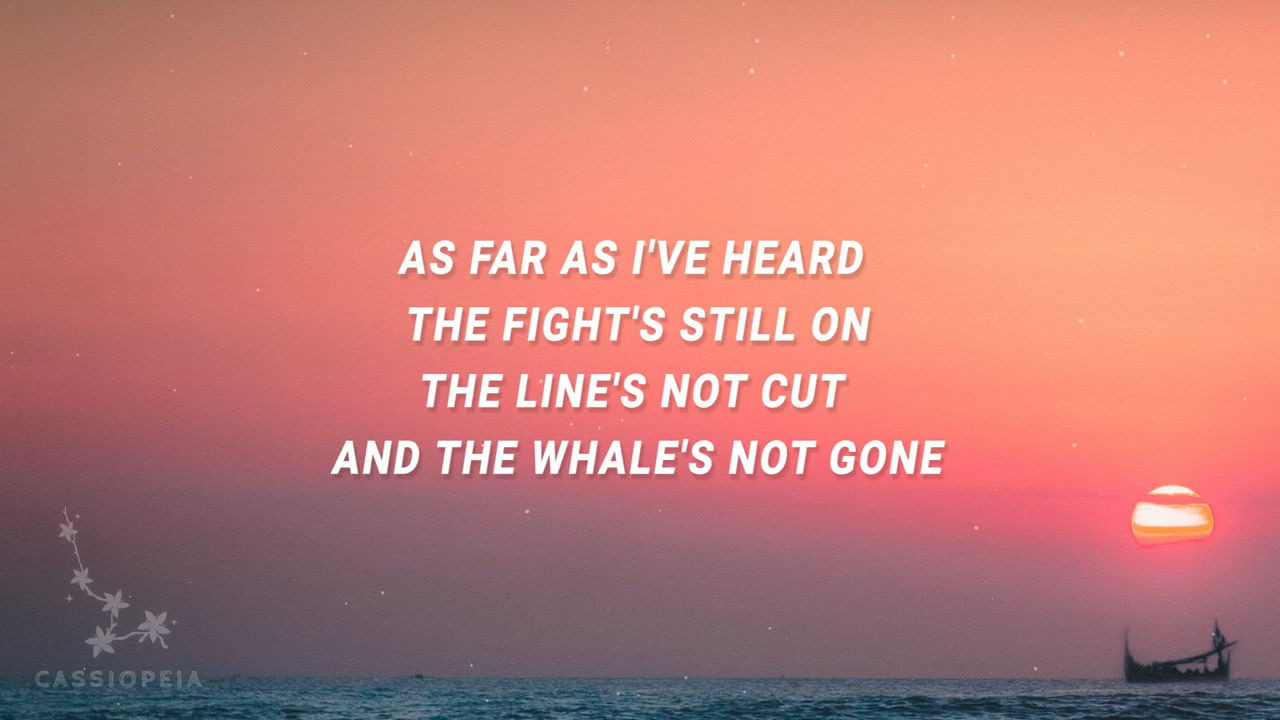 AS FAR AS I'VE HEARD
THE FIGHT'S STILL ON
THE LINE'S NOT CUT
AND THE WHALE'S NOT GONE
CASSIOPEIA